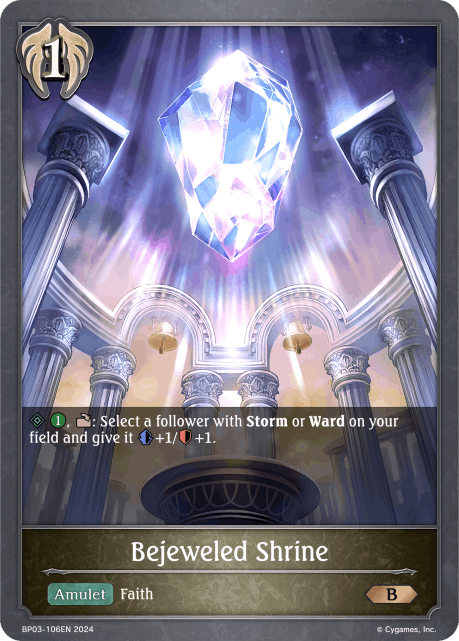 1
1, : Select a follower with Storm or Ward on your
field and give it +1/+1.
Bejeweled Shrine
Amulet Faith
B
BP03-106EN 2024
© Cygames, Inc.